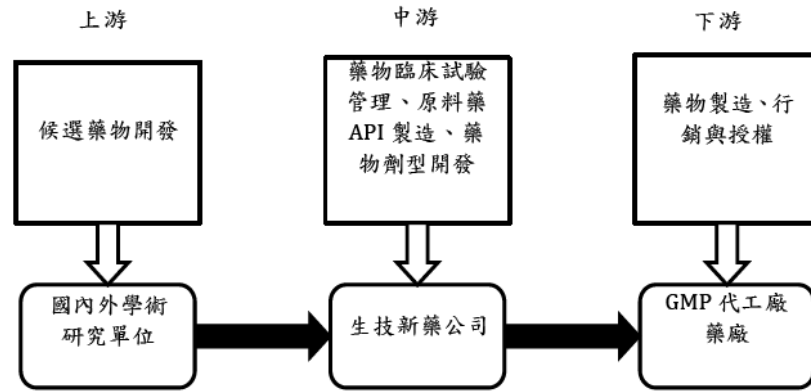 上游
中游
下游
候選藥物開發
藥物臨床試驗
管理、原料藥
API 製造、藥
物劑型開發
藥物製造、行
銷與授權
國內外學術
研究單位
生技新藥公司
GMP 代工廠
藥廠